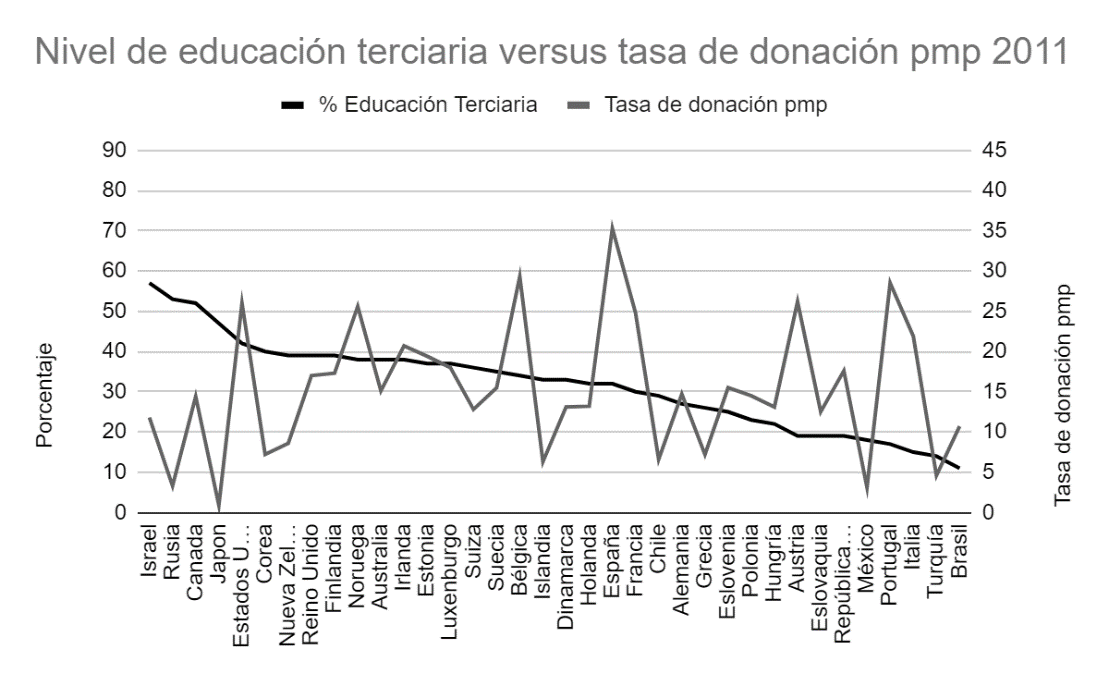 Nivel de educación terciaria versus tasa de donación pmp 2011
% Educación Terciaria Tasa de donación pmp
90 45
80 40
70 35
60 30
50 25
40 20
30 15
20 10
10 5
0 0
Porcentaje
Tasa de donación pmp
Israel
Rusia
Canada
Japon
Estados U...
Corea
Nueva Zel...
Reino Unido
Finlandia
Noruega
Australia
Irlanda
Estonia
Luxenburgo
Suiza
Suecia
Bélgica
Islandia
Dinamarca
Holanda
España
Francia
Chile
Alemania
Grecia
Eslovenia
Polonia
Hungría
Austria
Eslovaquia
República...
México
Portugal
Italia
Turquía
Brasil